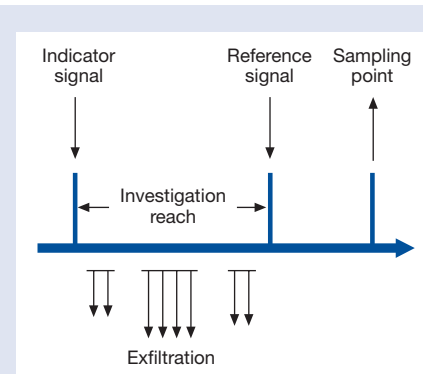 Indicator
signal
Reference
signal
Sampling
point
Investigation
reach
Exfiltration